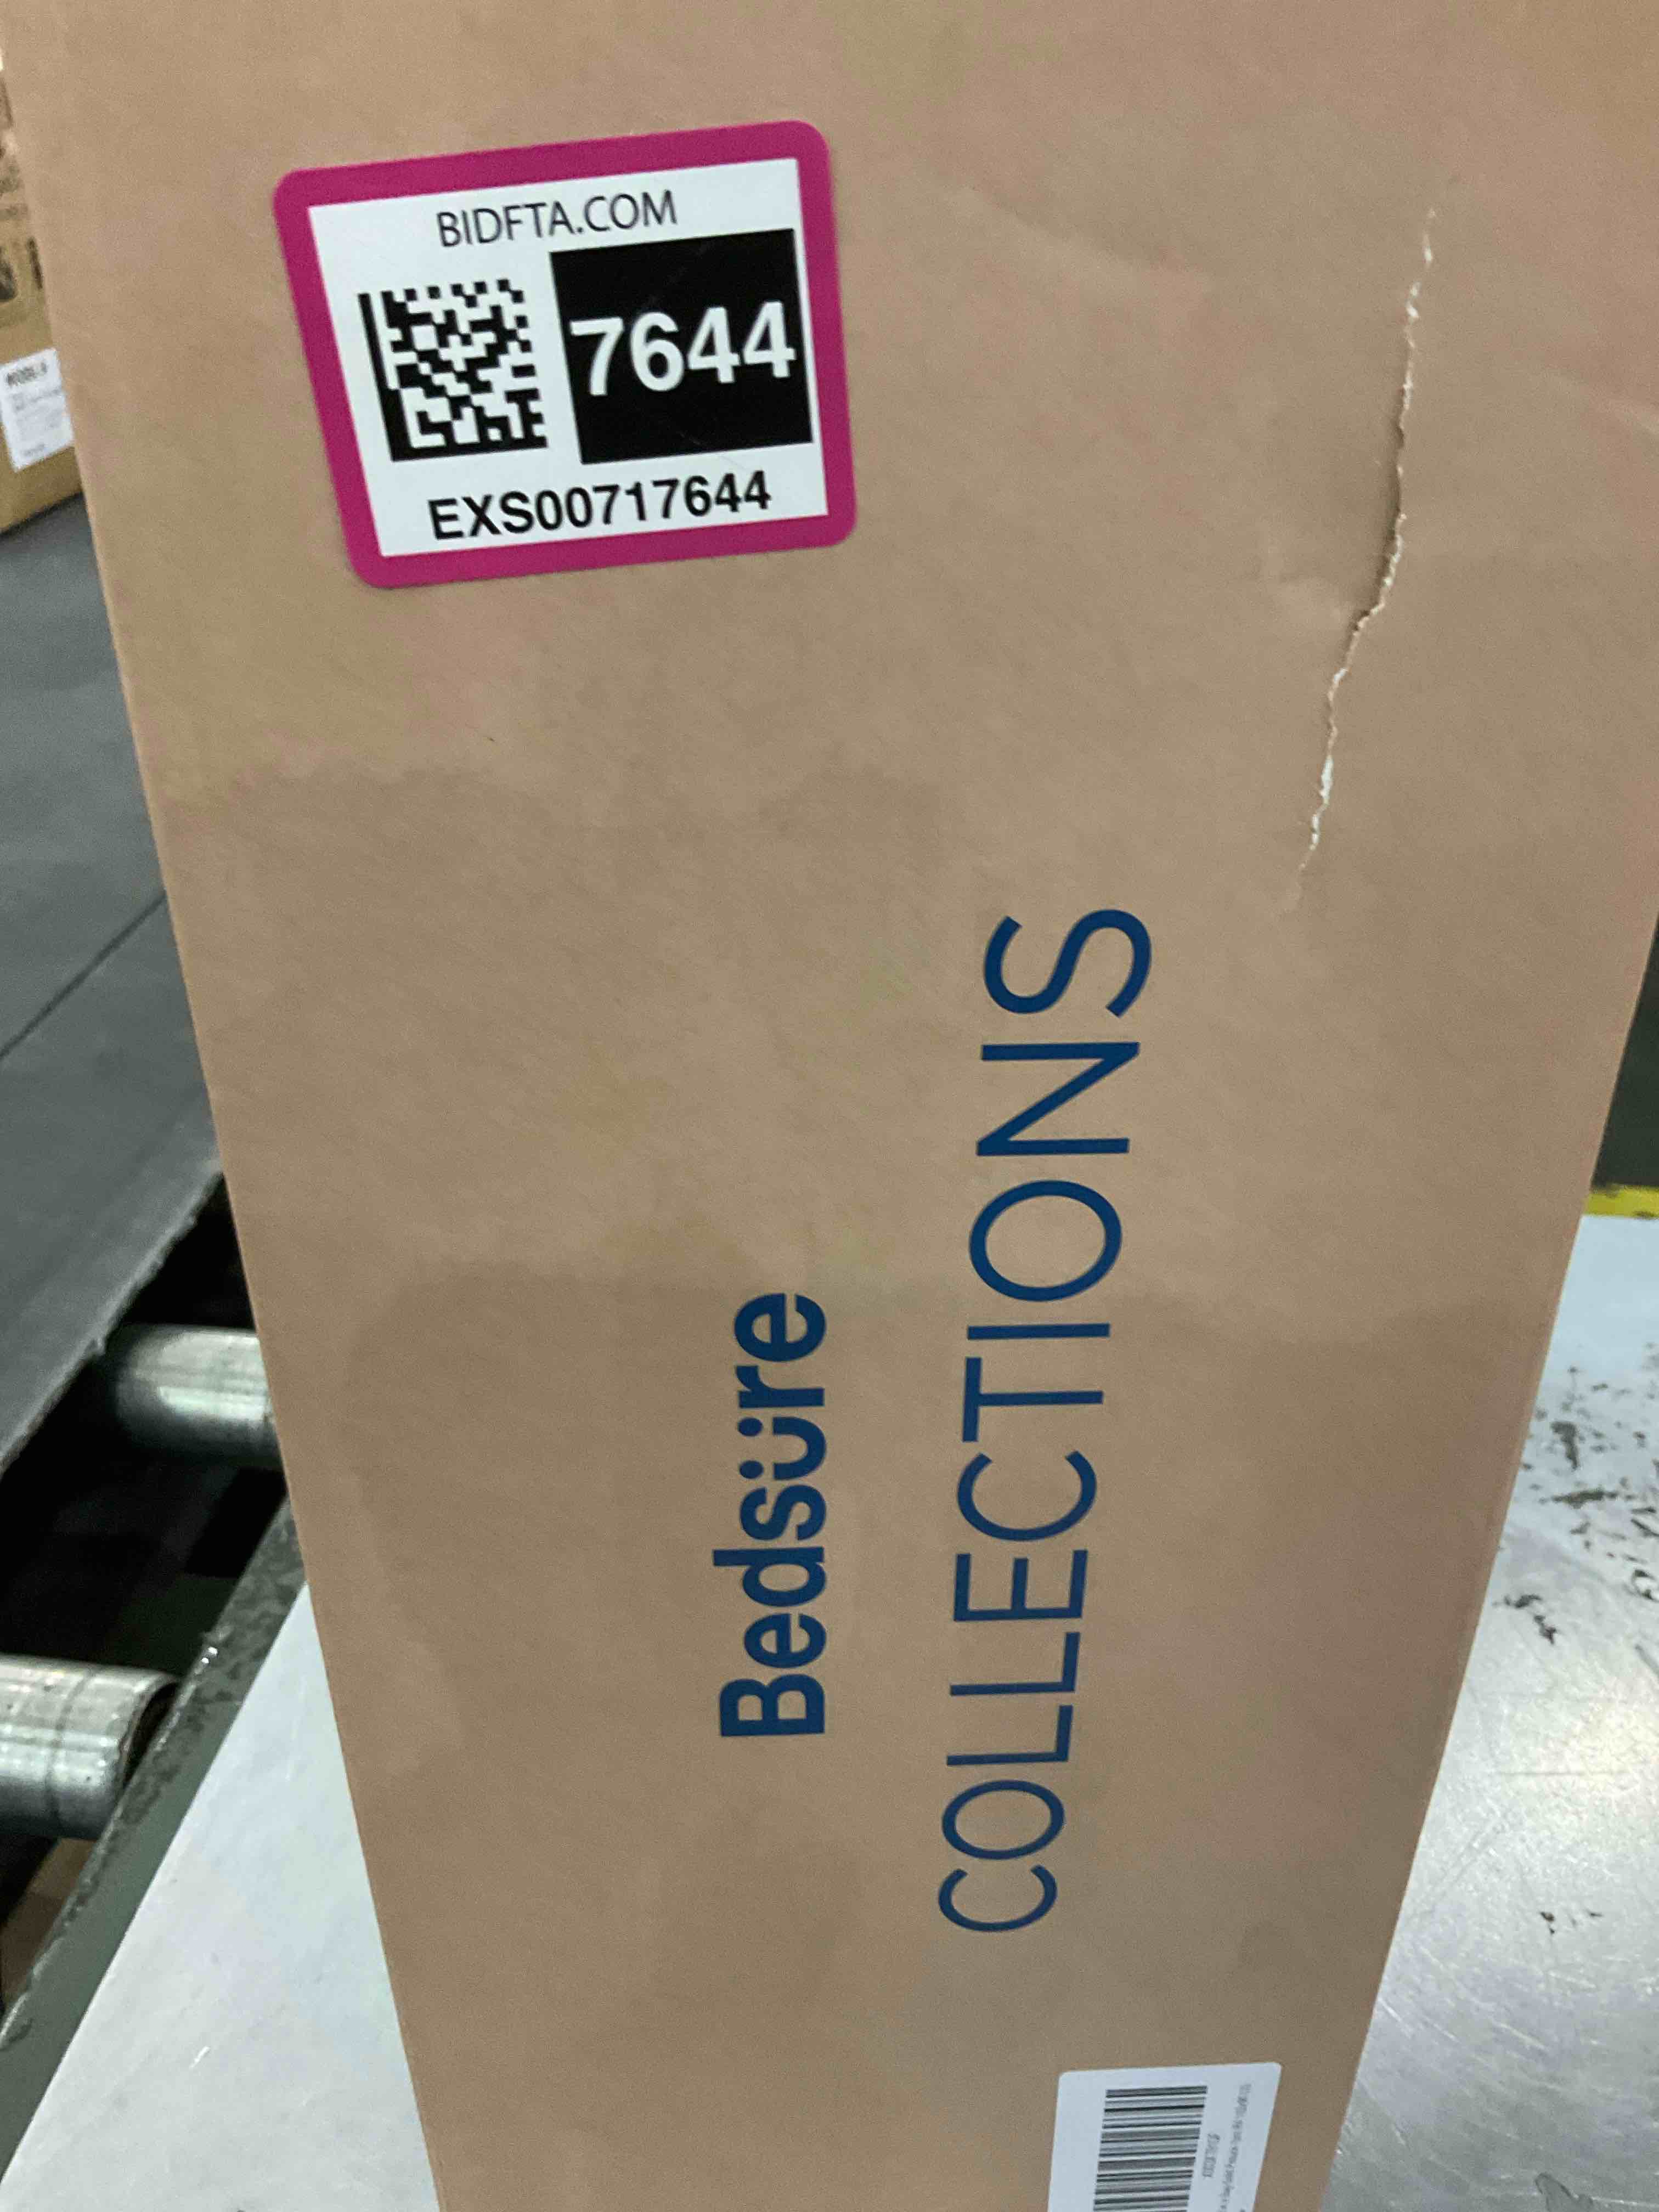 BIDFTA.COM
7644
EXS00717644
Bedsüre
COLLECTIONS